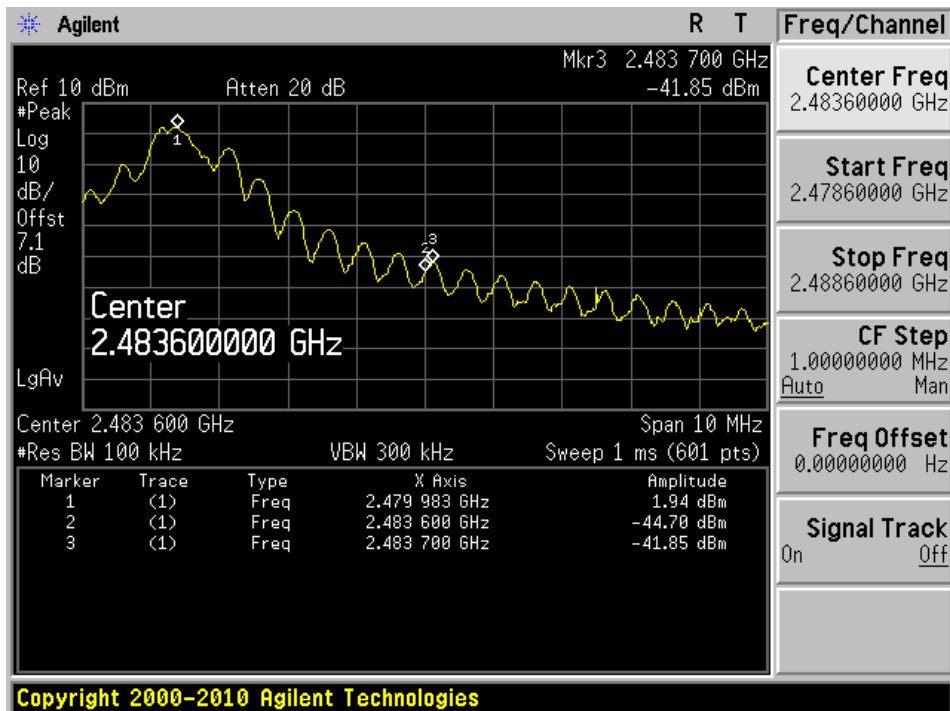 Agilent R T
Freq/Channel
Mkr3 2.483 700 GHz
Ref 10 dBm Atten 20 dB −41.85 dBm
#Peak
Log
10
dB/
Offst
7.1
dB
1
2
3
Center
2.483600000 GHz
LgAv
Center 2.483 600 GHz Span 10 MHz
#Res BW 100 kHz VBW 300 kHz Sweep 1 ms (601 pts)
Marker Trace Type X Axis Amplitude
1 (1) Freq 2.479 983 GHz 1.94 dBm
2 (1) Freq 2.483 600 GHz −44.70 dBm
3 (1) Freq 2.483 700 GHz −41.85 dBm
Center Freq
2.48360000 GHz
Start Freq
2.47860000 GHz
Stop Freq
2.48860000 GHz
CF Step
1.00000000 MHz
Auto Man
Freq Offset
0.00000000 Hz
Signal Track
On Off
Copyright 2000–2010 Agilent Technologies